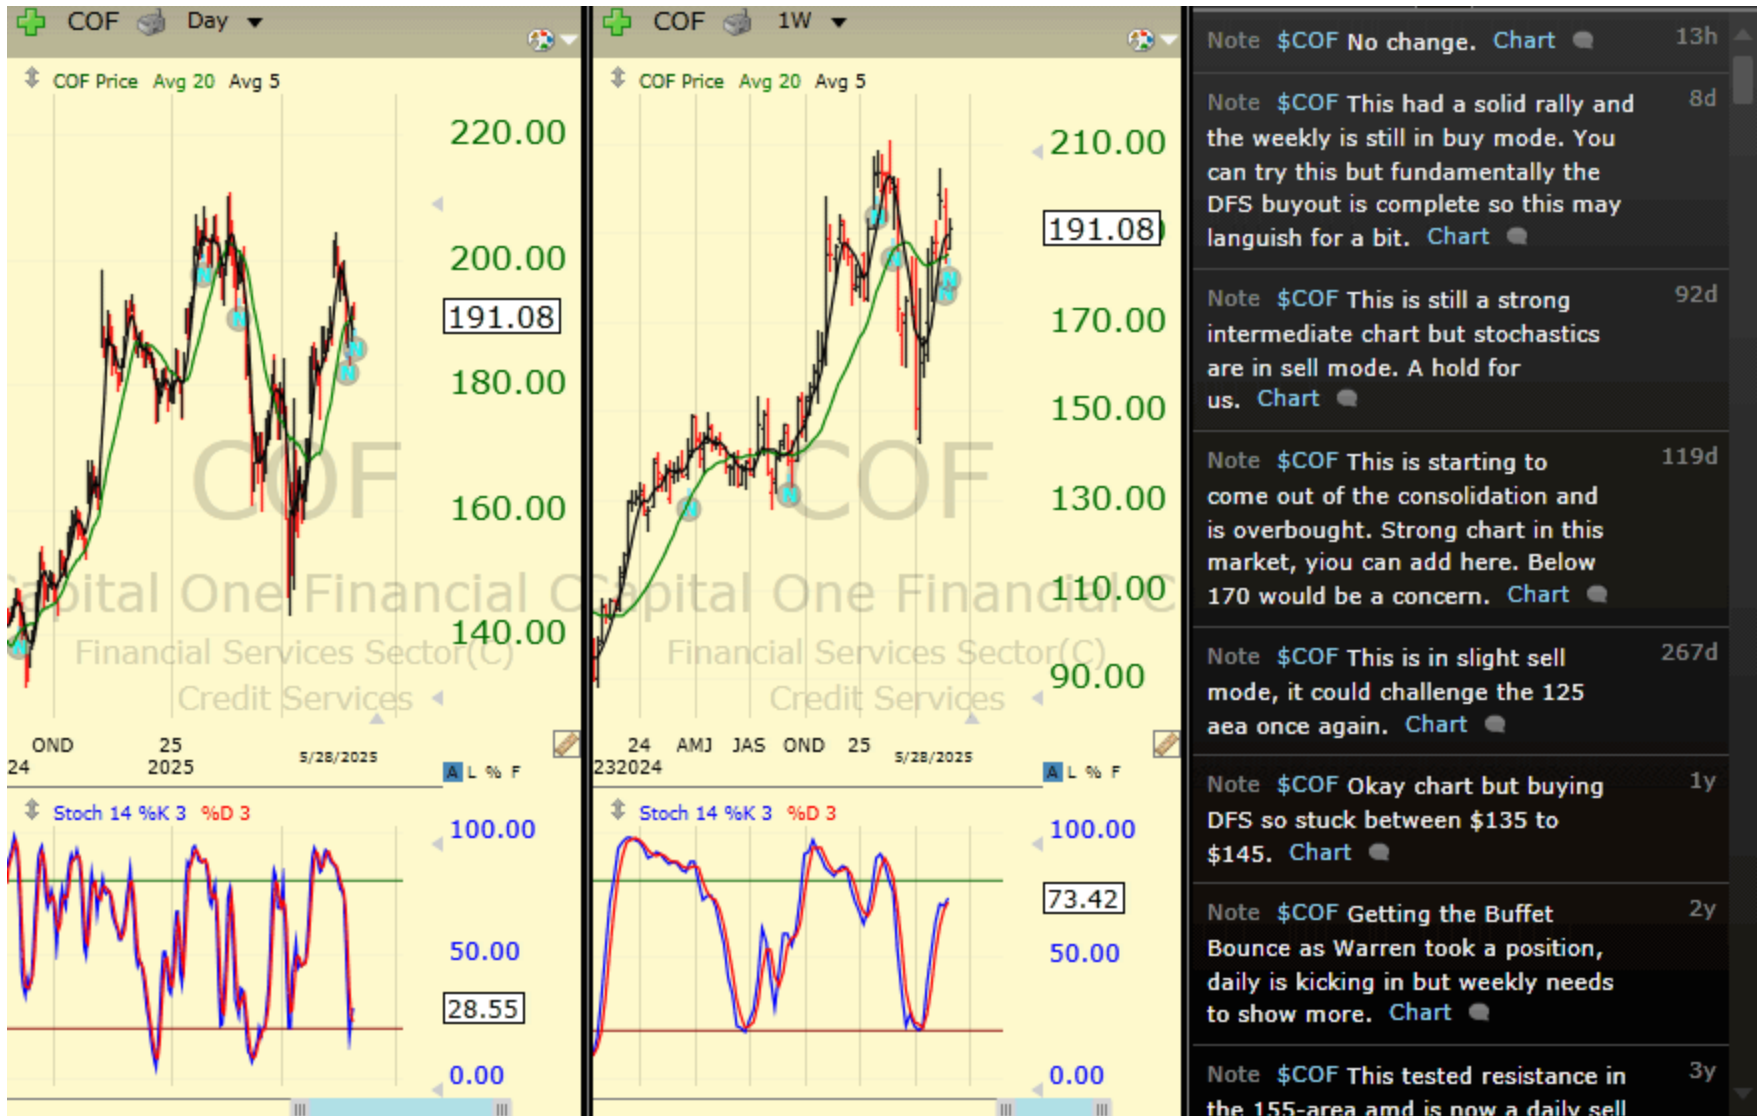 COF Day
COF Price Avg 20 Avg 5
220.00
200.00
191.08
180.00
160.00
140.00
COF
Capital One Financial C
Financial Services Sector(C)
Credit Services
OND 25 5/28/2025
24 2025
A L % F
Stoch 14 %K 3 %D 3
100.00
50.00
28.55
0.00
COF 1W
COF Price Avg 20 Avg 5
210.00
191.08
170.00
150.00
130.00
110.00
90.00
COF
Capital One Financial C
Financial Services Sector(C)
Credit Services
24 AMJ JAS OND 25 5/28/2025
232024
A L % F
Stoch 14 %K 3 %D 3
100.00
73.42
50.00
0.00
Note $COF No change. Chart 13h
Note $COF This had a solid rally and 8d
the weekly is still in buy mode. You
can try this but fundamentally the
DFS buyout is complete so this may
languish for a bit. Chart
Note $COF This is still a strong 92d
intermediate chart but stochastics
are in sell mode. A hold for
us. Chart
Note $COF This is starting to 119d
come out of the consolidation and
is overbought. Strong chart in this
market, yiou can add here. Below
170 would be a concern. Chart
Note $COF This is in slight sell 267d
mode, it could challenge the 125
aea once again. Chart
Note $COF Okay chart but buying 1y
DFS so stuck between $135 to
$145. Chart
Note $COF Getting the Buffet 2y
Bounce as Warren took a position,
daily is kicking in but weekly needs
to show more. Chart
Note $COF This tested resistance in 3y
the 155-area amd is now a daily sell